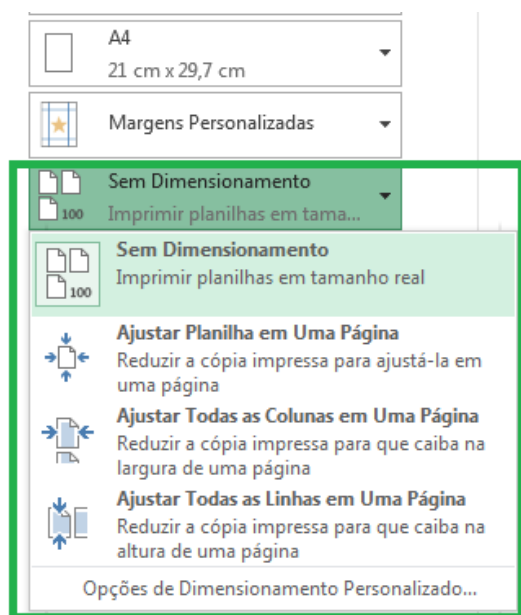 A4
21 cm x 29,7 cm
Margens Personalizadas
Sem Dimensionamento
100 Imprimir planilhas em tama...
Sem Dimensionamento
Imprimir planilhas em tamanho real
100
Ajustar Planilha em Uma Página
Reduzir a cópia impressa para ajustá-la em
uma página
Ajustar Todas as Colunas em Uma Página
Reduzir a cópia impressa para que caiba na
largura de uma página
Ajustar Todas as Linhas em Uma Página
Reduzir a cópia impressa para que caiba na
altura de uma página
Opções de Dimensionamento Personalizado...